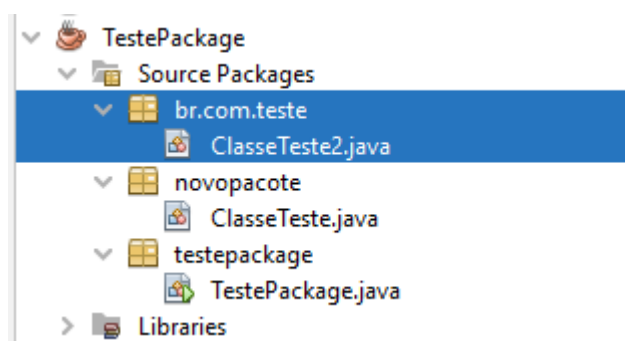 TestePackage
Source Packages
br.com.teste
ClasseTeste2.java
novopacote
ClasseTeste.java
testepackage
TestePackage.java
Libraries